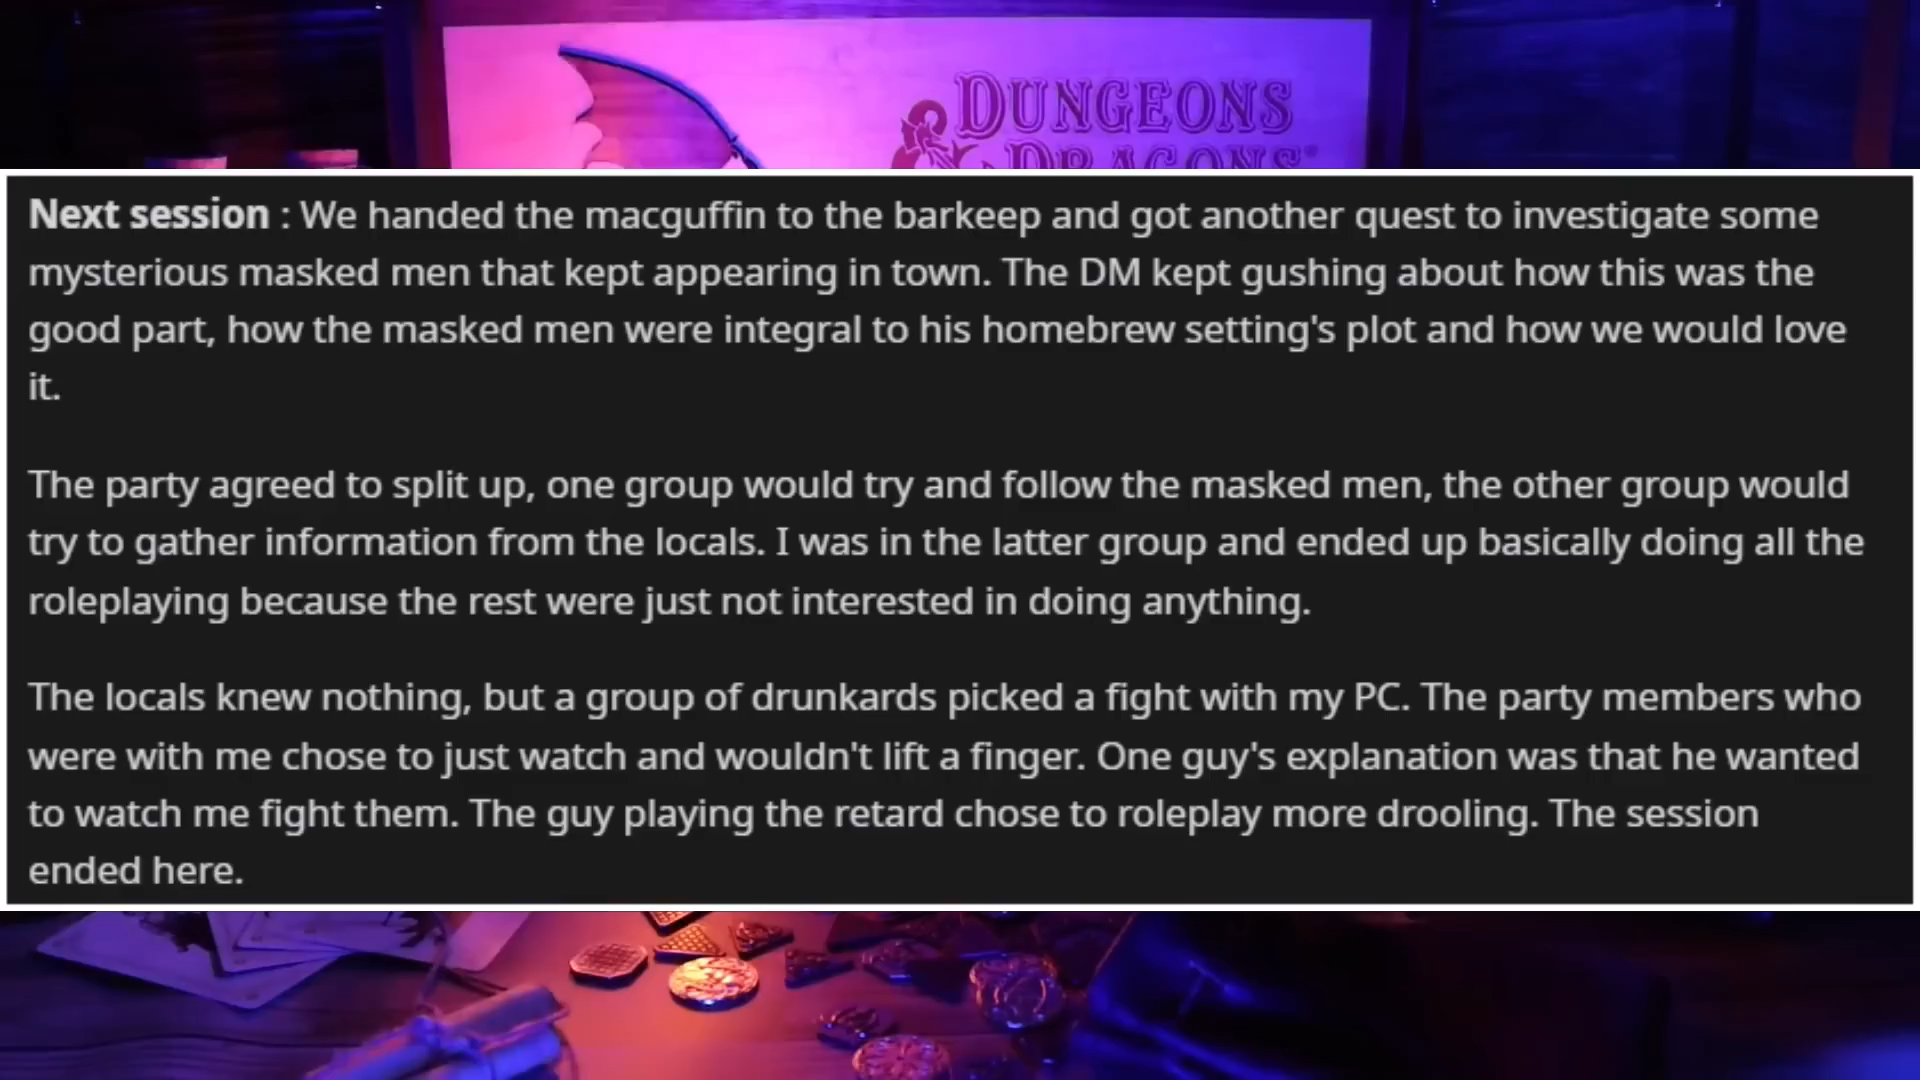 DUNGEONS
DRAGONS
Next session : We handed the macguffin to the barkeep and got another quest to investigate some
mysterious masked men that kept appearing in town. The DM kept gushing about how this was the
good part, how the masked men were integral to his homebrew setting's plot and how we would love
it.
The party agreed to split up, one group would try and follow the masked men, the other group would
try to gather information from the locals. I was in the latter group and ended up basically doing all the
roleplaying because the rest were just not interested in doing anything.
The locals knew nothing, but a group of drunkards picked a fight with my PC. The party members who
were with me chose to just watch and wouldn't lift a finger. One guy's explanation was that he wanted
to watch me fight them. The guy playing the retard chose to roleplay more drooling. The session
ended here.